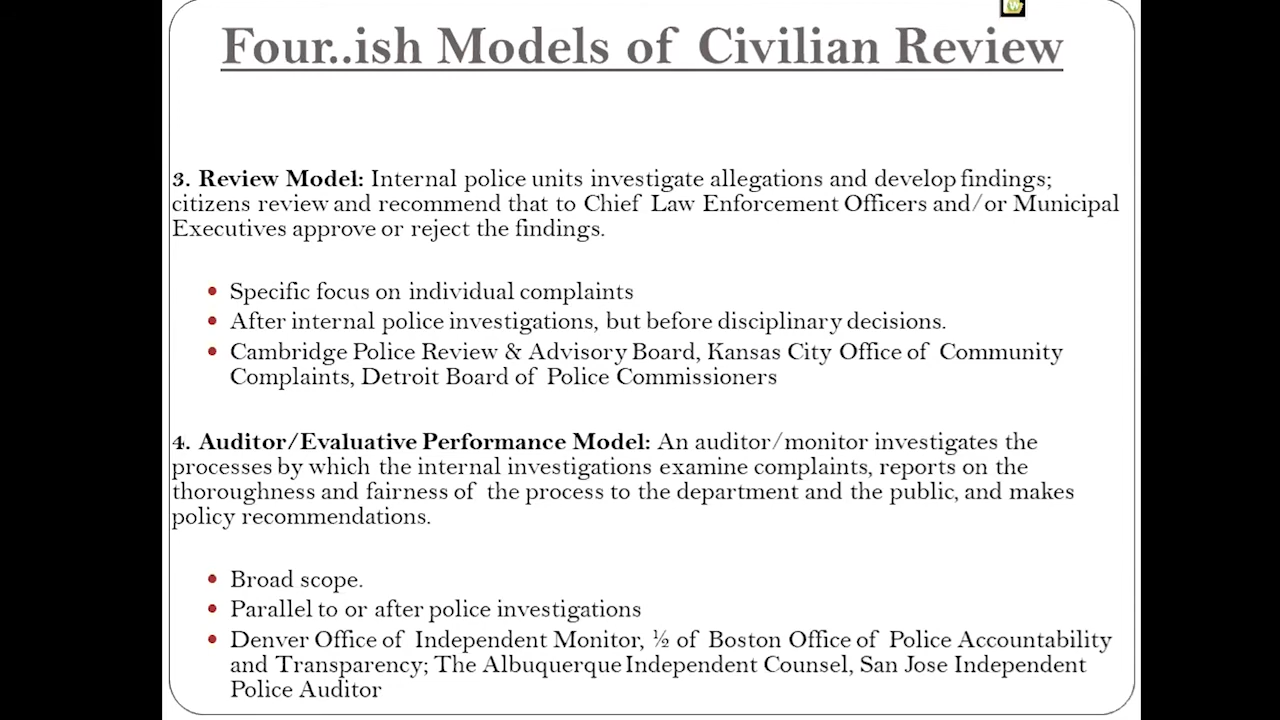 Four..ish Models of Civilian Review
3. Review Model: Internal police units investigate allegations and develop findings;
citizens review and recommend that to Chief Law Enforcement Officers and/or Municipal
Executives approve or reject the findings.
• Specific focus on individual complaints
• After internal police investigations, but before disciplinary decisions.
• Cambridge Police Review & Advisory Board, Kansas City Office of Community
Complaints, Detroit Board of Police Commissioners
4. Auditor/Evaluative Performance Model: An auditor/monitor investigates the
processes by which the internal investigations examine complaints, reports on the
thoroughness and fairness of the process to the department and the public, and makes
policy recommendations.
• Broad scope.
• Parallel to or after police investigations
• Denver Office of Independent Monitor, ½ of Boston Office of Police Accountability
and Transparency; The Albuquerque Independent Counsel, San Jose Independent
Police Auditor